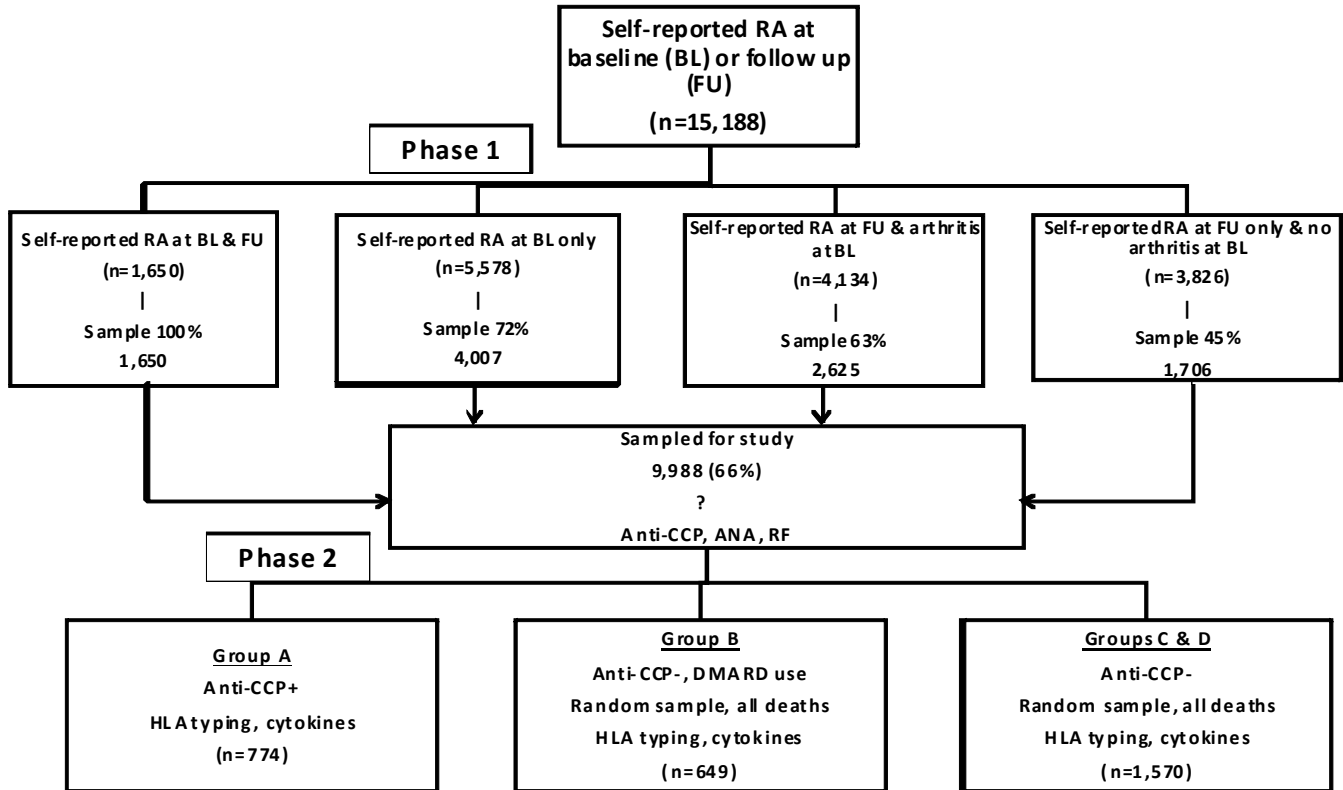 Self-reported RA at
baseline (BL) or follow up
(FU)
(n=15,188)
Phase 1
Self-reported RA at BL & FU
(n=1,650)
|
Sample 100%
1,650
Self-reported RA at BL only
(n=5,578)
|
Sample 72%
4,007
Self-reported RA at FU & arthritis
at BL
(n=4,134)
|
Sample 63%
2,625
Self-reported RA at FU only & no
arthritis at BL
(n=3,826)
|
Sample 45%
1,706
Sampled for study
9,988 (66%)
?
Anti-CCP, ANA, RF
Phase 2
Group A
Anti-CCP+
HLA typing, cytokines
(n=774)
Group B
Anti-CCP-, DMARD use
Random sample, all deaths
HLA typing, cytokines
(n=649)
Groups C & D
Anti-CCP-
Random sample, all deaths
HLA typing, cytokines
(n=1,570)